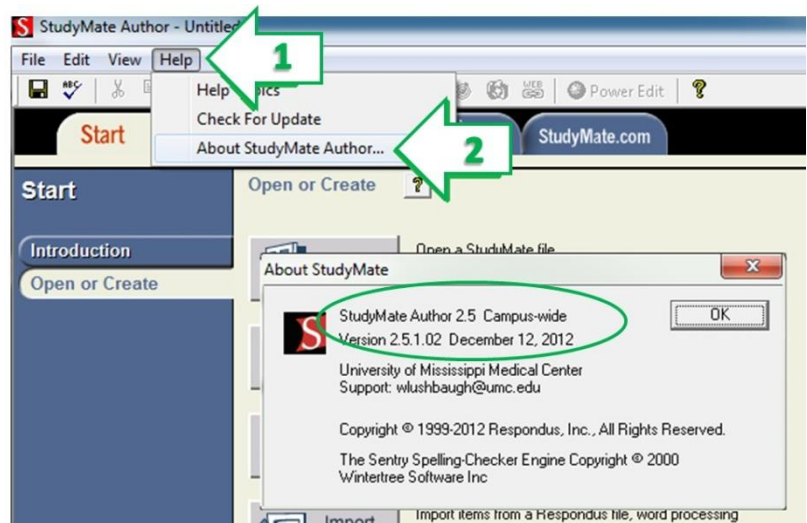 StudyMate Author - Untitled
File Edit View Help
1
ABC
WEB
Power Edit
Help
Check For Update
About StudyMate Author...
2
Start
StudyMate.com
Start
Open or Create
Introduction
Open a StudyMate file
Open or Create
About StudyMate
StudyMate Author 2.5 Campus-wide
OK
Version 2.5.1.02 December 12, 2012
University of Mississippi Medical Center
Support: wlushbaugh@umc.edu
Copyright © 1999-2012 Respondus, Inc., All Rights Reserved.
The Sentry Spelling-Checker Engine Copyright © 2000
Wintertree Software Inc
Import
Import items from a Respondus file, word processing